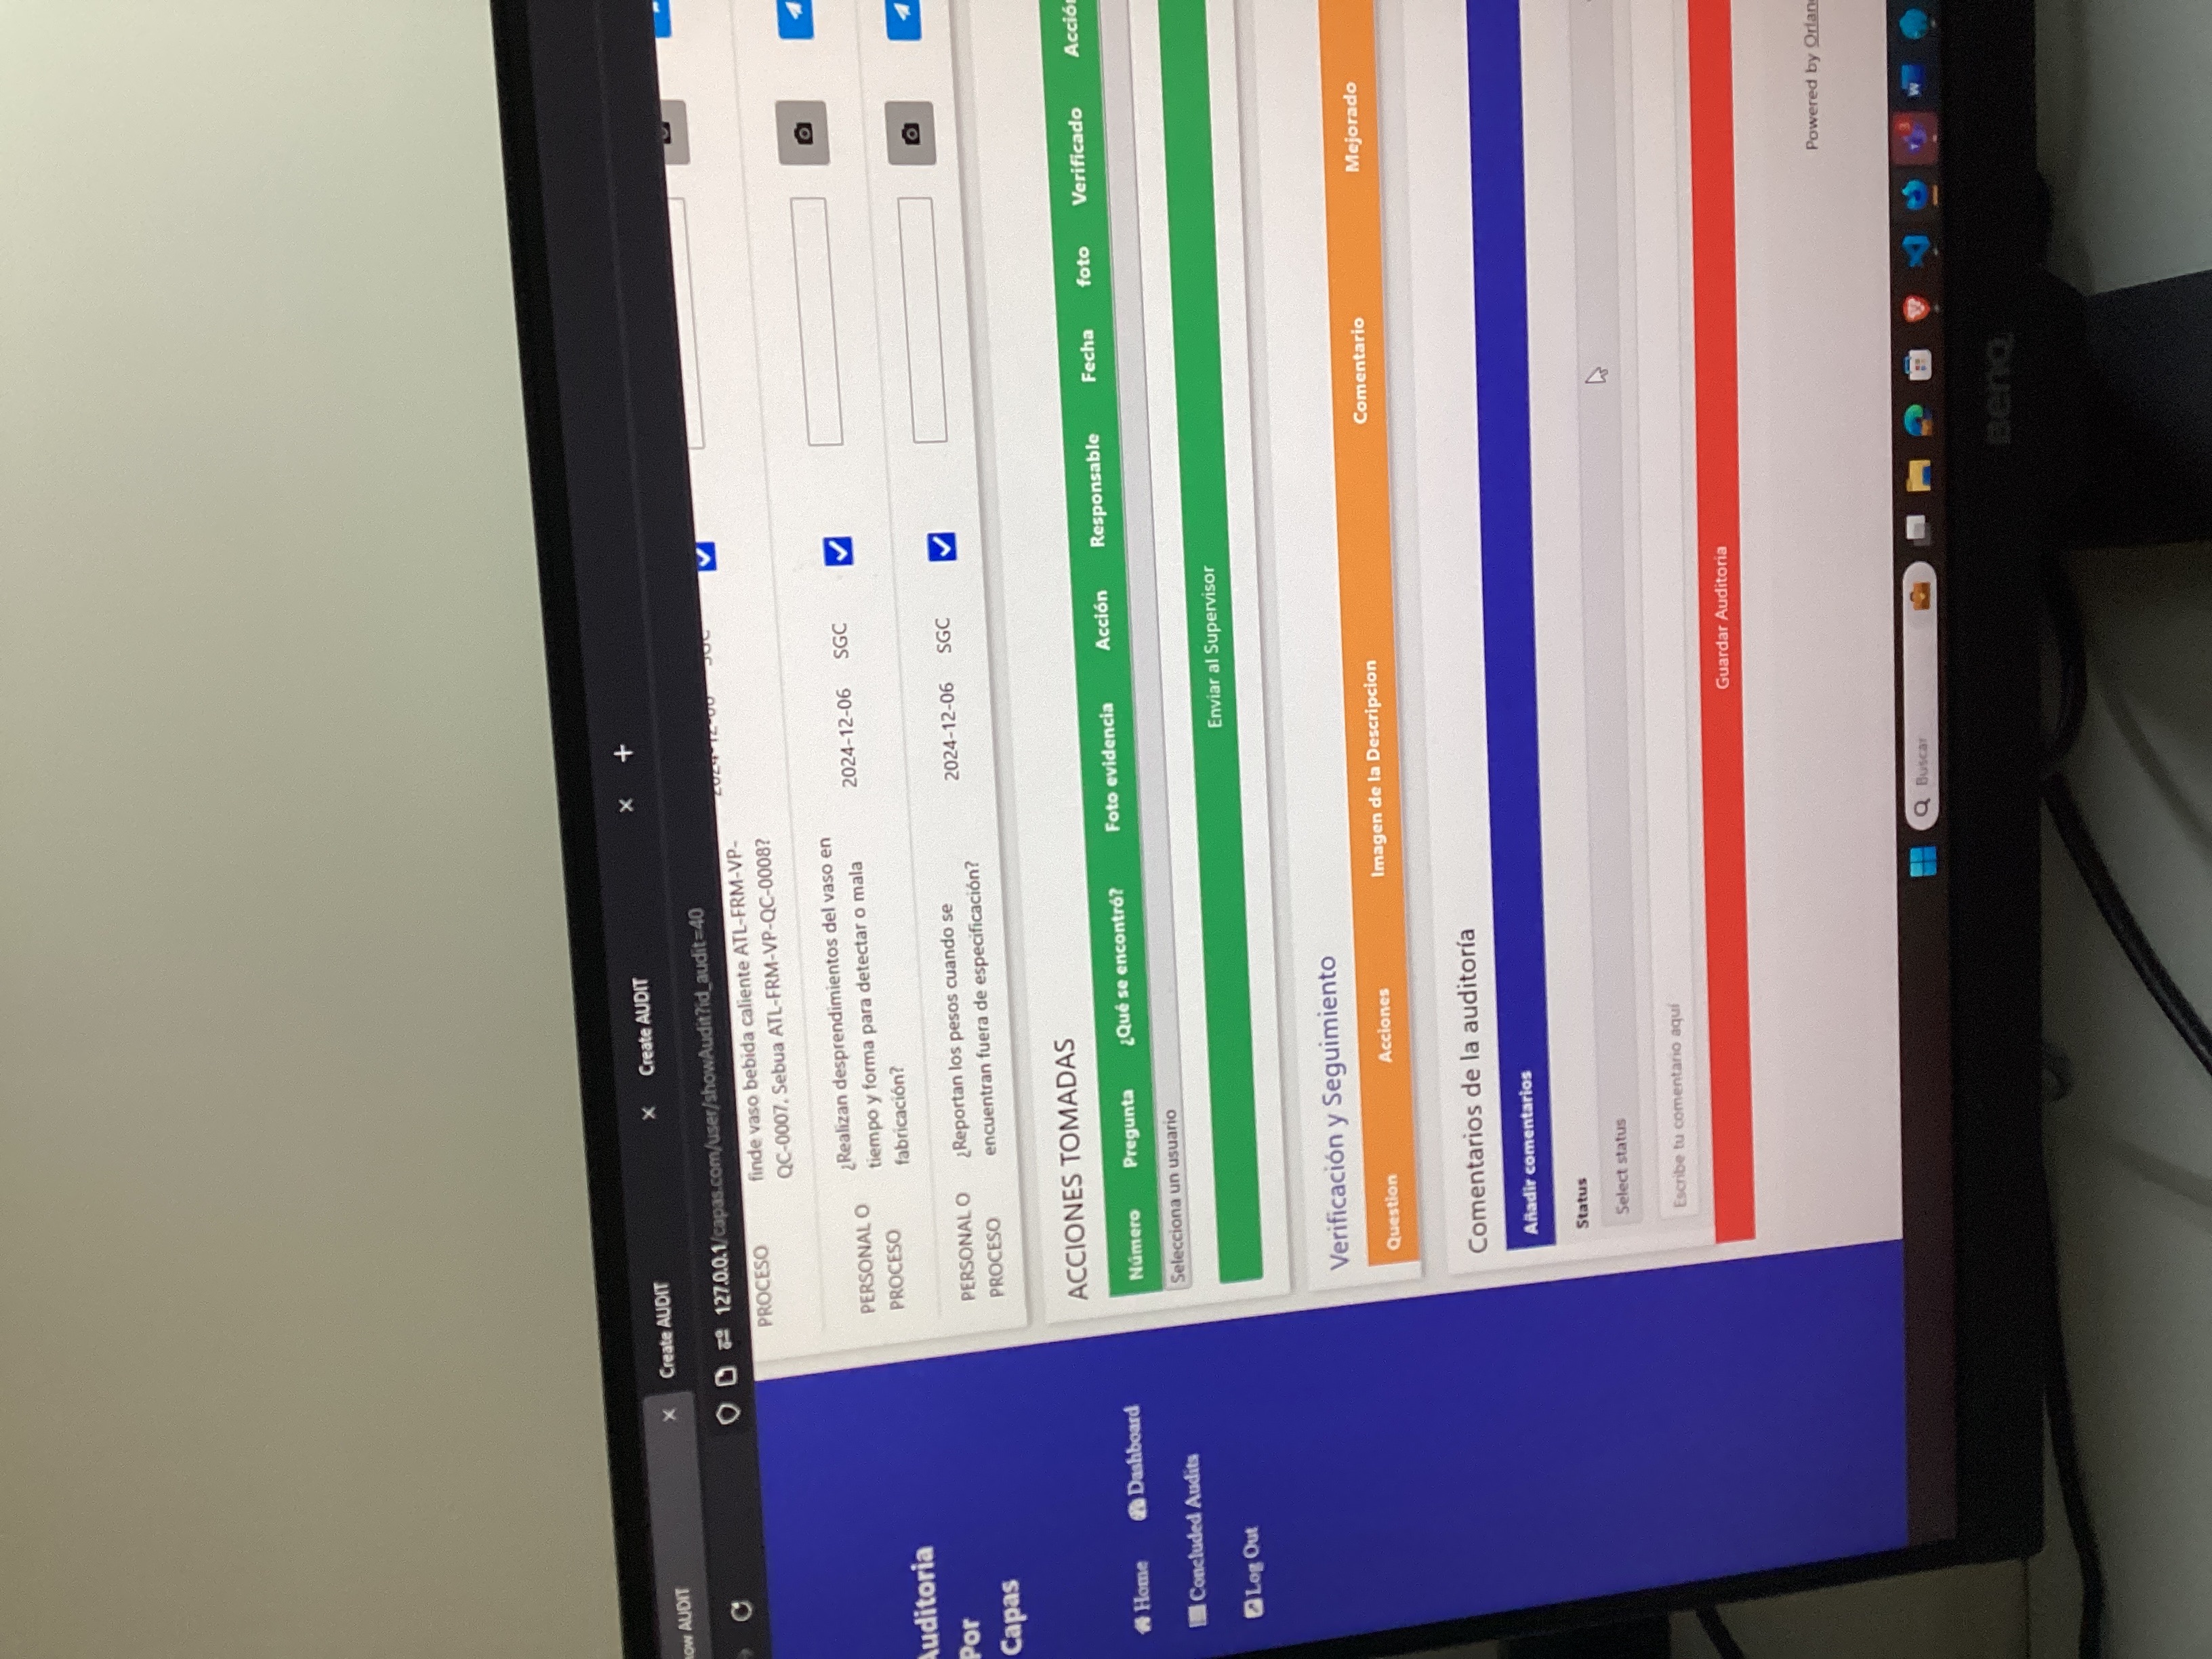 AUDIT
Create AUDIT
Create AUDIT
127.0.0.1/capas.com/user/showAudit?id_audit=40
PROCESO
finde vaso bebida caliente ATL-FRM-VP-
QC-0007, Sebua ATL-FRM-VP-QC-0008?
2024-12-06 SGC
PERSONAL O
PROCESO
¿Realizan desprendimientos del vaso en
tiempo y forma para detectar o mala
fabricación?
2024-12-06 SGC
PERSONAL O
PROCESO
¿Reportan los pesos cuando se
encuentran fuera de especificación?
2024-12-06 SGC
Auditoria
Por
Capas
Home Dashboard
Concluded Audits
Log Out
ACCIONES TOMADAS
Número Pregunta ¿Qué se encontró? Foto evidencia Acción Responsable Fecha foto Verificado
Selecciona un usuario
Enviar al Supervisor
Verificación y Seguimiento
Question Acciones Imagen de la Descripcion Comentario Mejorado
Comentarios de la auditoría
Añadir comentarios
Status
Select status
Escribe tu comentario aquí
Guardar Auditoria
Powered by
Buscar
BenQ